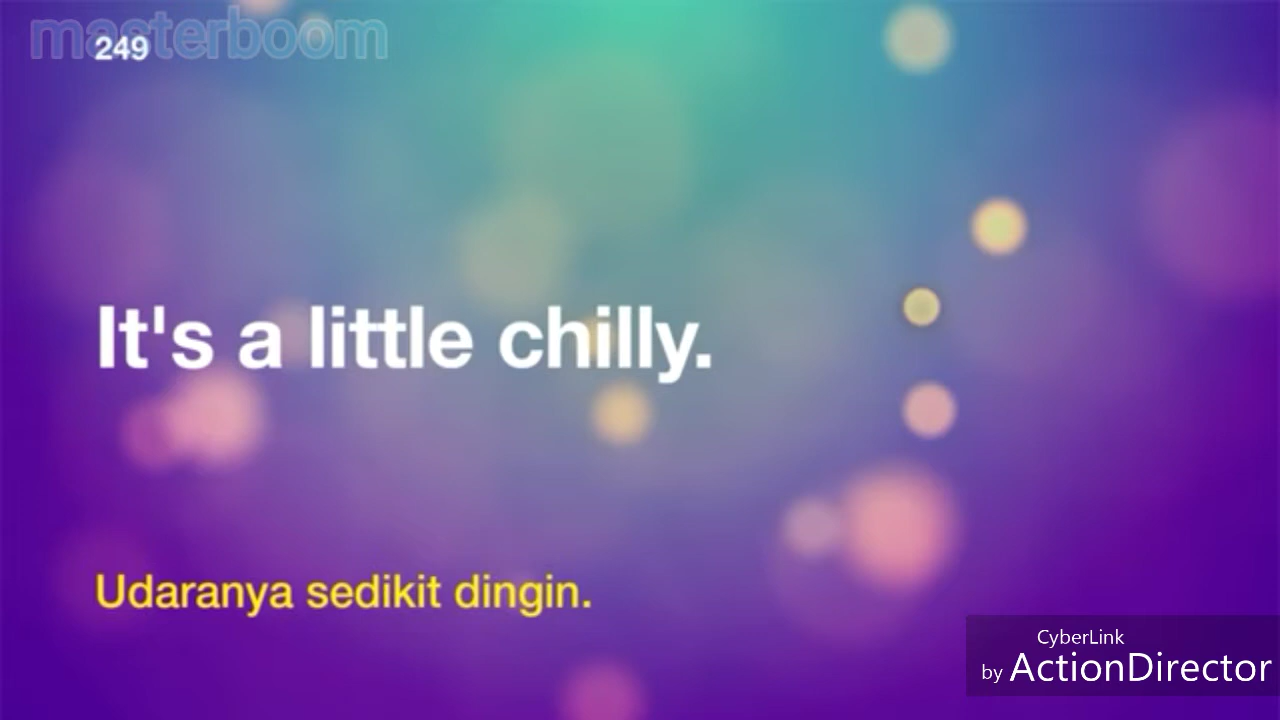 masterboom
249
It's a little chilly.
Udaranya sedikit dingin.
CyberLink
by ActionDirector